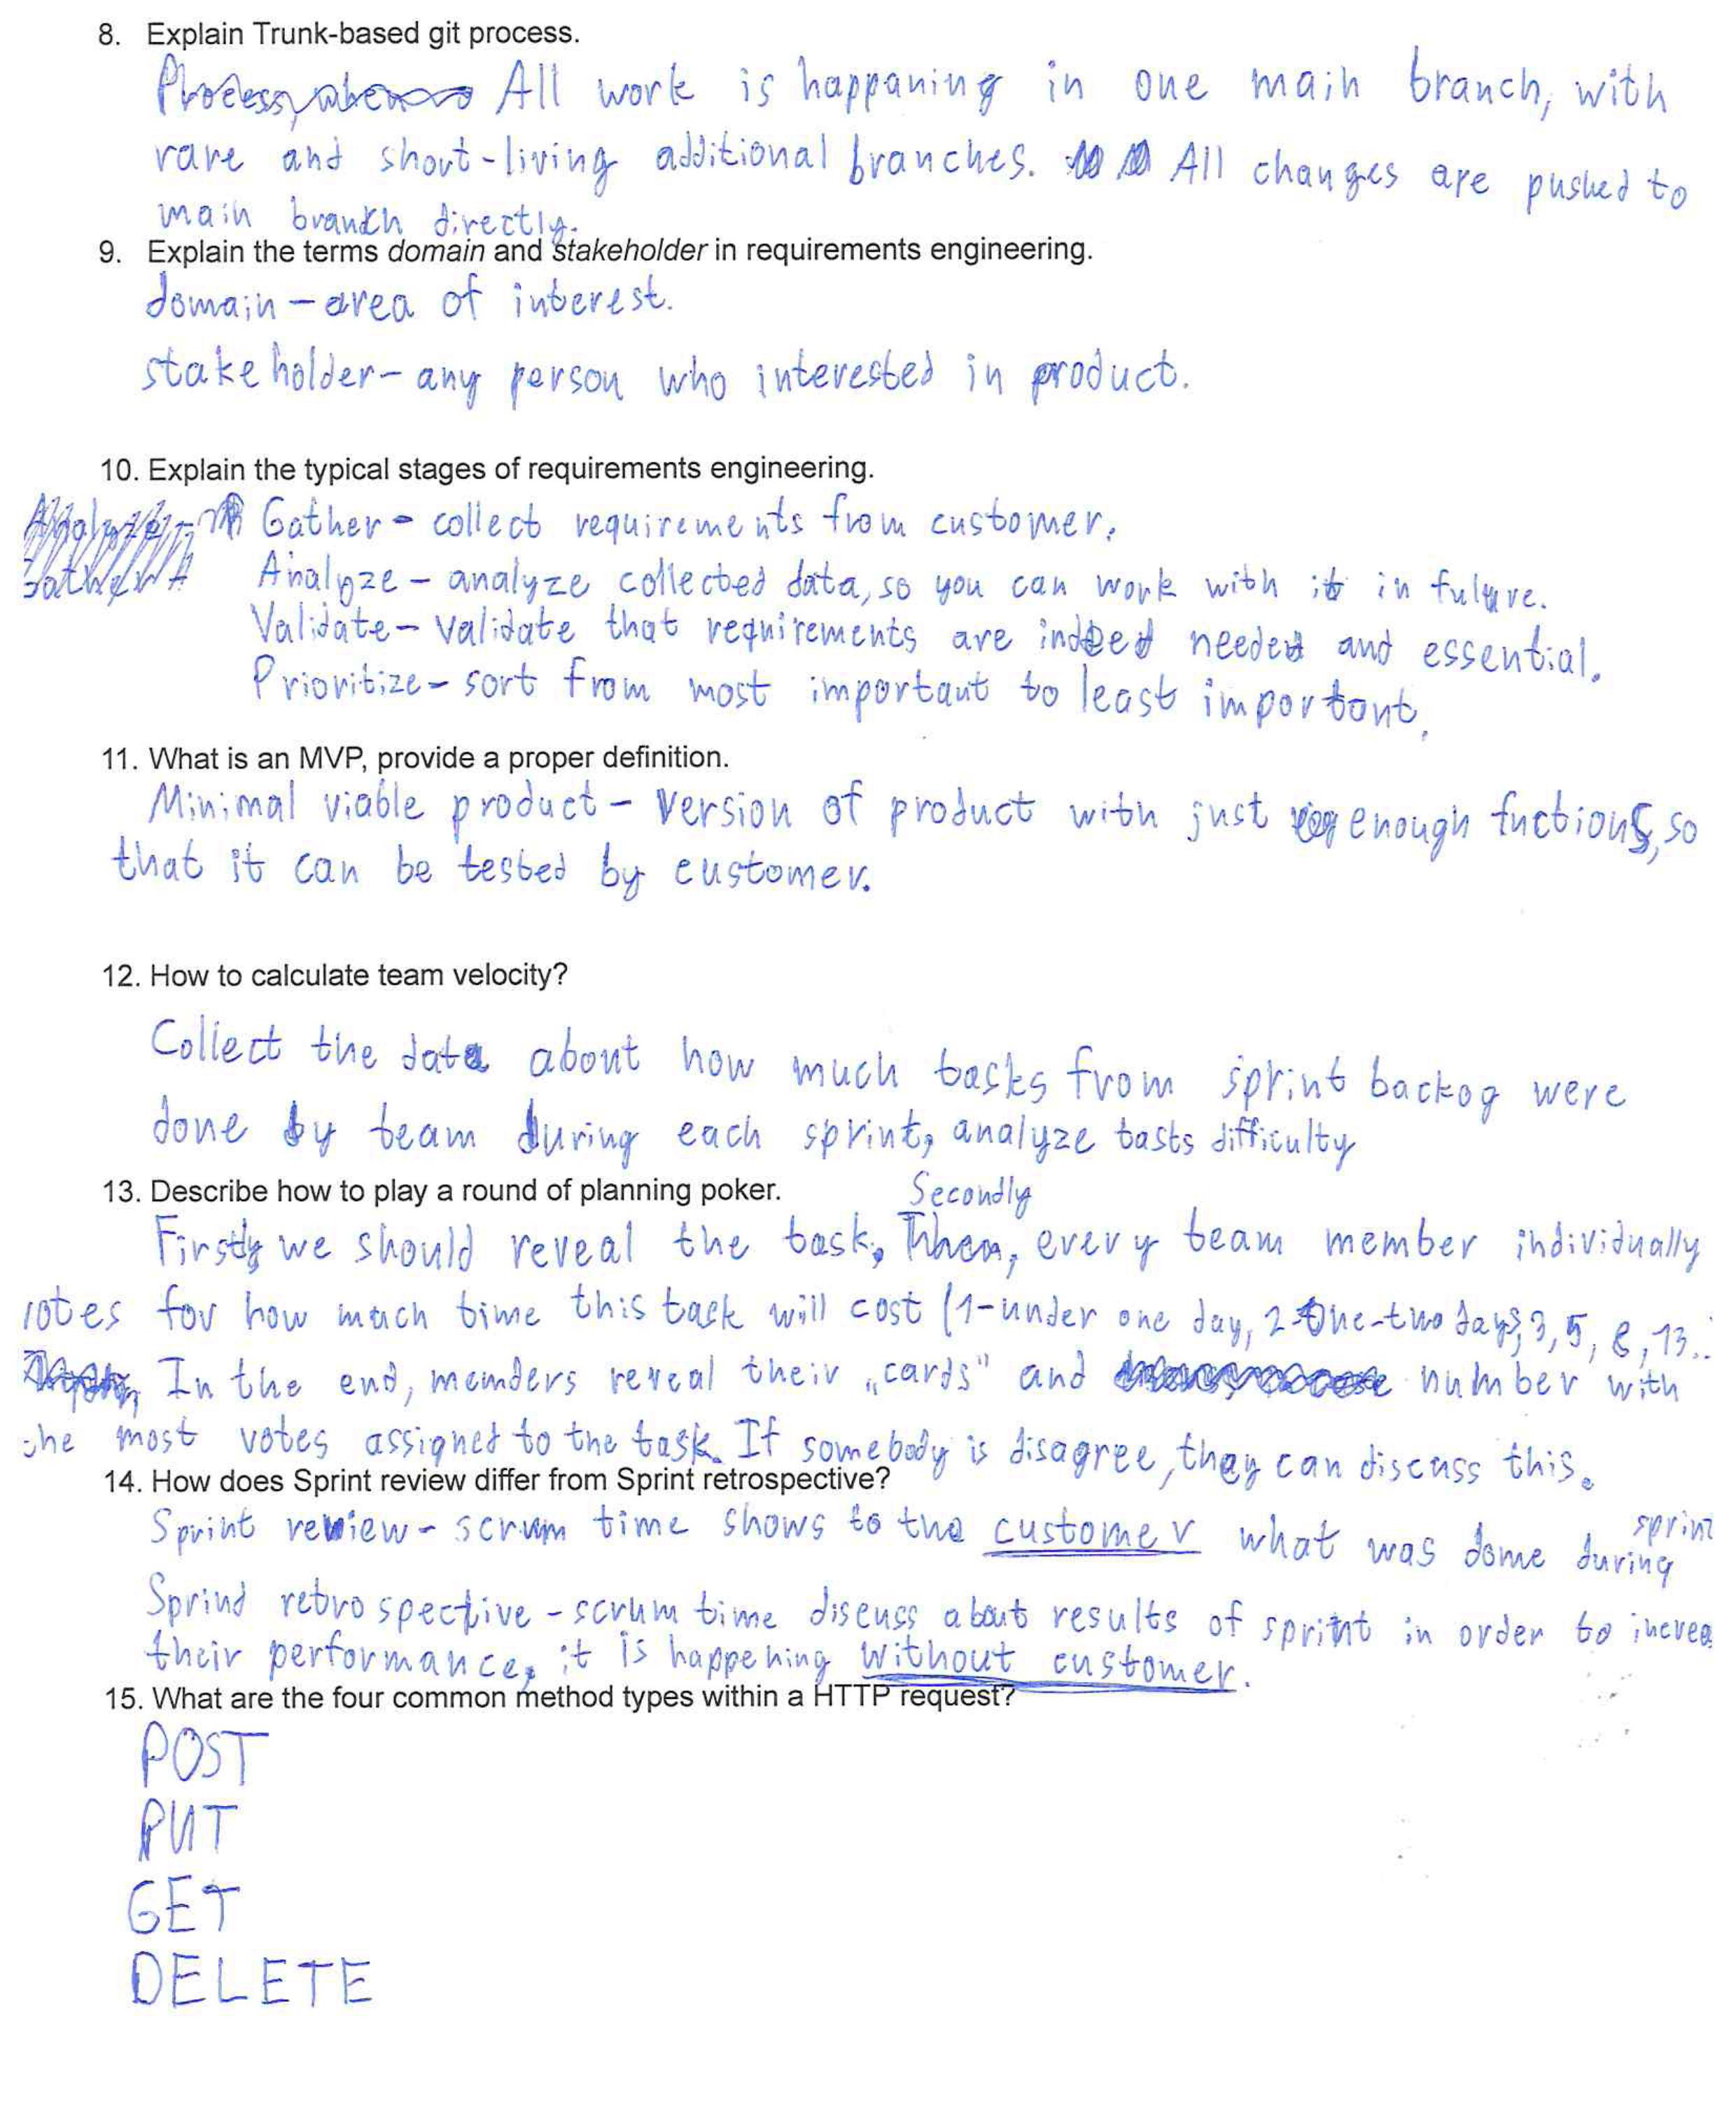 8. Explain Trunk-based git process.
All work is happaning in one main branch, with
rare and short-living additional branches. All changes are pushed to
main branch directly.
9. Explain the terms domain and stakeholder in requirements engineering.
domain – area of interest.
stakeholder – any person who interested in product.
10. Explain the typical stages of requirements engineering.
Gather - collect requirements from customer.
Analyze – analyze collected data, so you can work with it in future.
Validate – validate that requirements are indeed needed and essential.
Prioritize – sort from most important to least important.
11. What is an MVP, provide a proper definition.
Minimal viable product – version of product with just enough fuctions, so
that it can be tested by customer.
12. How to calculate team velocity?
Collect the data about how much tasks from sprint backog were
done by team during each sprint, analyze tasts difficulty
13. Describe how to play a round of planning poker.
Secondly
Firstly we should reveal the task. Then, every team member individually
votes for how much time this task will cost (1-under one day, 2-one-two days, 3, 5, 8, 13..
In the end, memders reveal their „cards" and number with
the most votes assigned to the task. If somebody is disagree, they can discuss this.
14. How does Sprint review differ from Sprint retrospective?
Sprint review - scrum time shows to the customer what was dome during sprint
Sprind retrospective - scrum time discuss about results of sprint in order to increa
their performance, it is happening without customer.
15. What are the four common method types within a HTTP request?
POST
PUT
GET
DELETE